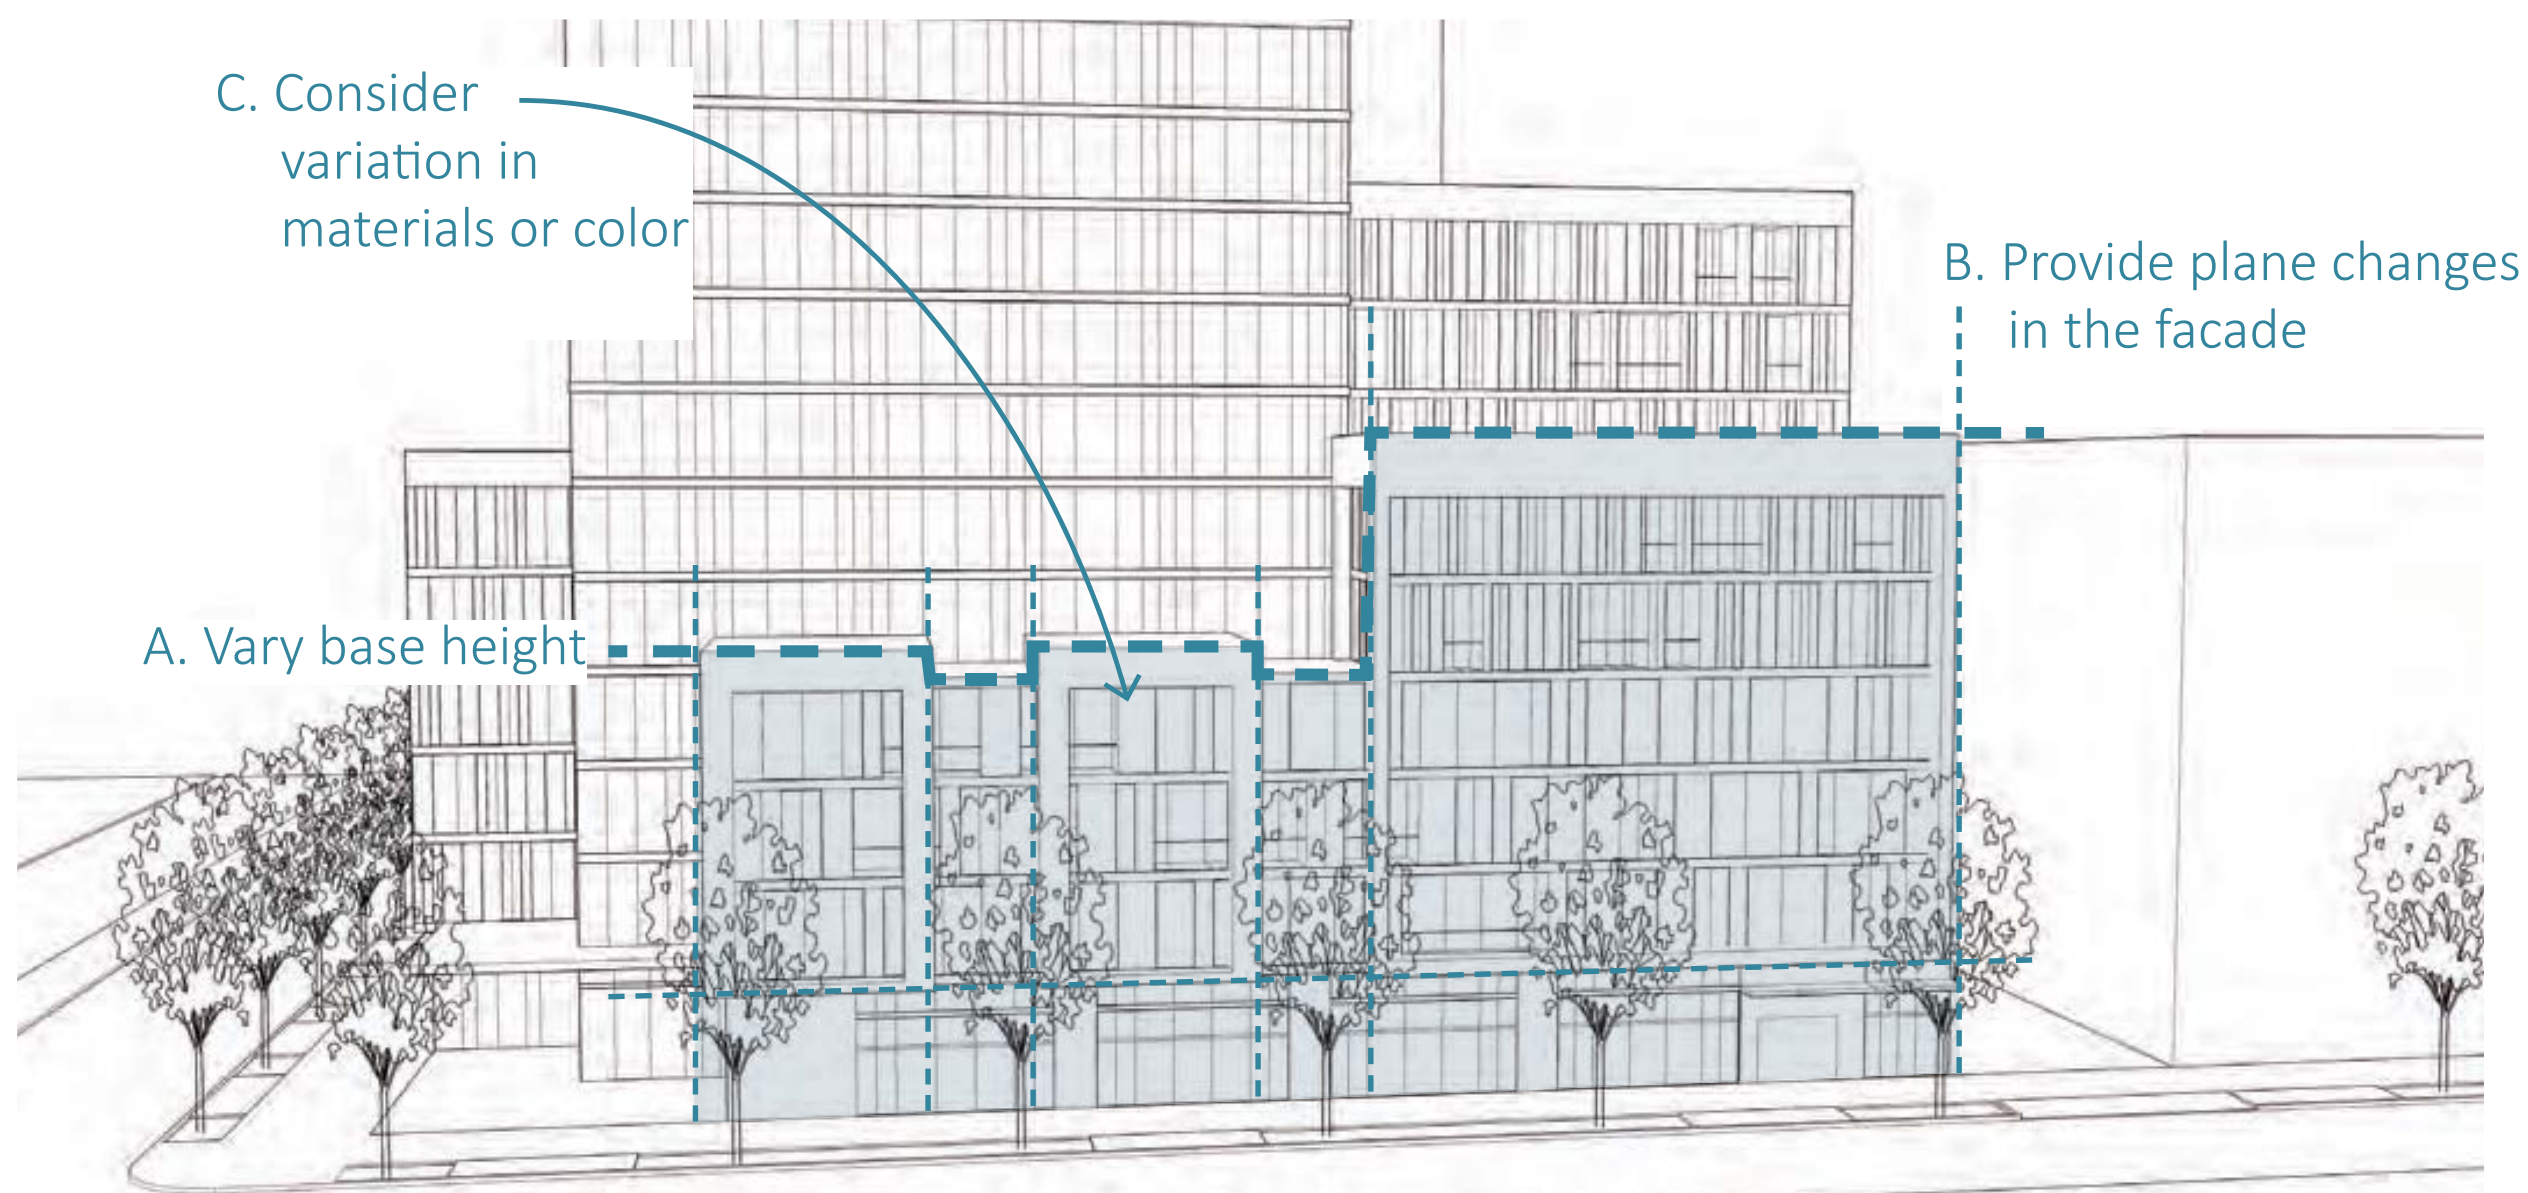 C. Consider
variation in
materials or color
B. Provide plane changes
in the facade
A. Vary base height